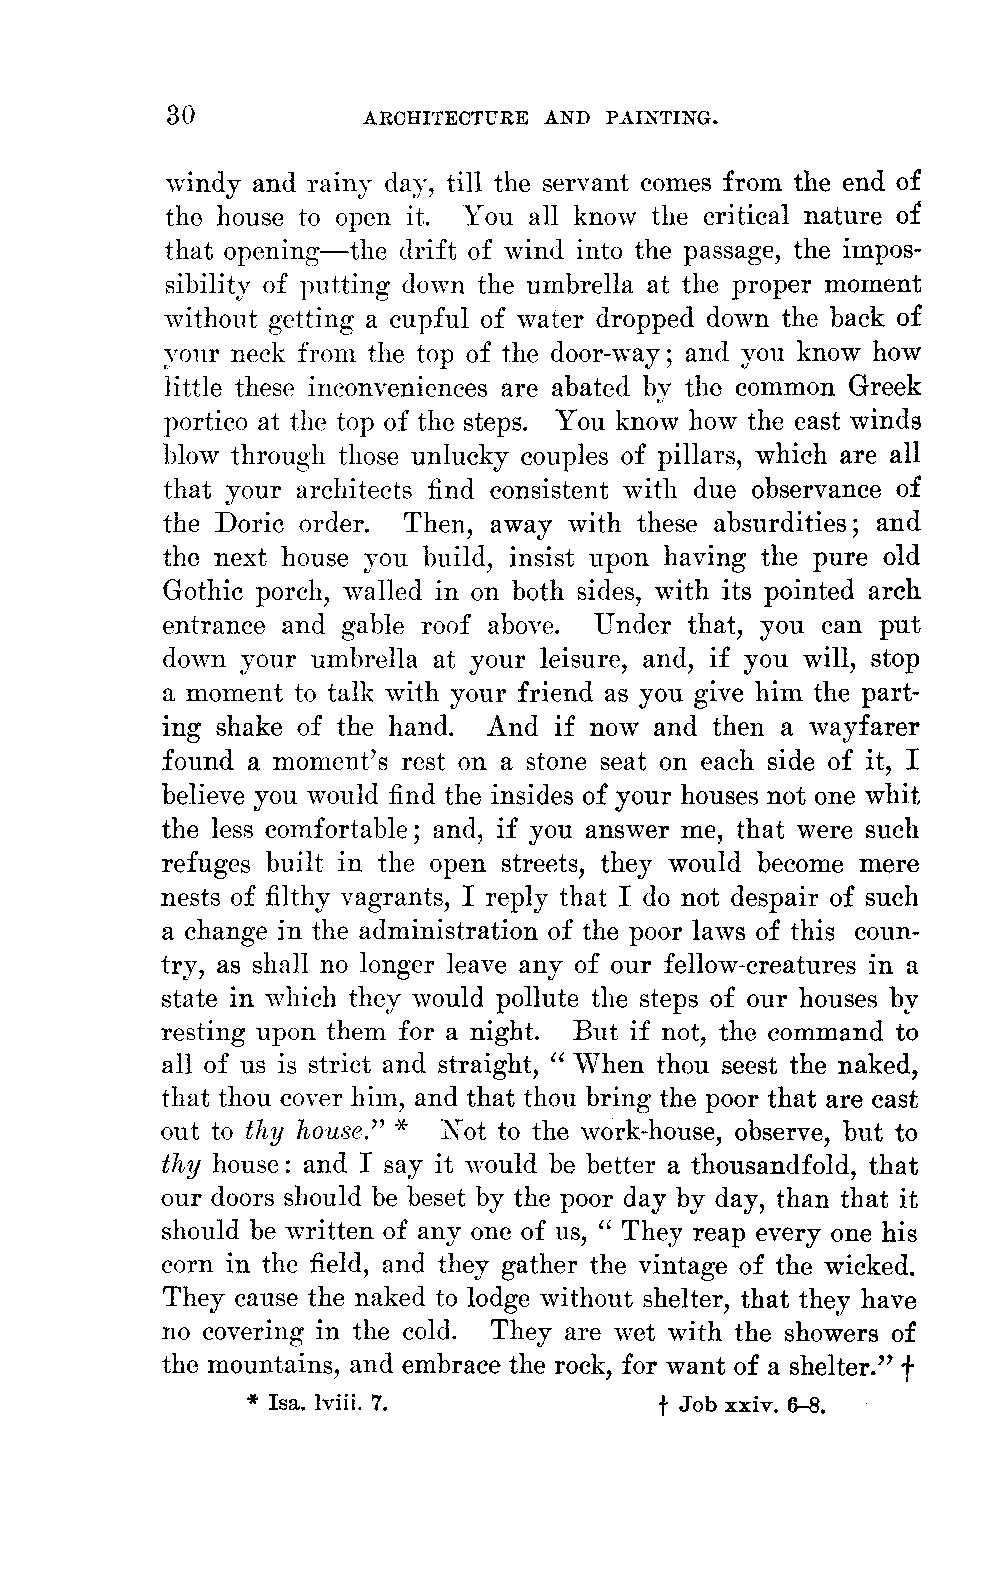 30 ARCHITECTURE AND PAINTING.
windy and rainy day, till the servant comes from the end of
the house to open it. You all know the critical nature of
that opening—the drift of wind into the passage, the impos-
sibility of putting down the umbrella at the proper moment
without getting a cupful of water dropped down the back of
your neck from the top of the door-way; and you know how
little these inconveniences are abated by the common Greek
portico at the top of the steps. You know how the east winds
blow through those unlucky couples of pillars, which are all
that your architects find consistent with due observance of
the Doric order. Then, away with these absurdities; and
the next house you build, insist upon having the pure old
Gothic porch, walled in on both sides, with its pointed arch
entrance and gable roof above. Under that, you can put
down your umbrella at your leisure, and, if you will, stop
a moment to talk with your friend as you give him the part-
ing shake of the hand. And if now and then a wayfarer
found a moment's rest on a stone seat on each side of it, I
believe you would find the insides of your houses not one whit
the less comfortable; and, if you answer me, that were such
refuges built in the open streets, they would become mere
nests of filthy vagrants, I reply that I do not despair of such
a change in the administration of the poor laws of this coun-
try, as shall no longer leave any of our fellow-creatures in a
state in which they would pollute the steps of our houses by
resting upon them for a night. But if not, the command to
all of us is strict and straight, “ When thou seest the naked,
that thou cover him, and that thou bring the poor that are cast
out to thy house.” * Not to the work-house, observe, but to
thy house: and I say it would be better a thousandfold, that
our doors should be beset by the poor day by day, than that it
should be written of any one of us, “ They reap every one his
corn in the field, and they gather the vintage of the wicked.
They cause the naked to lodge without shelter, that they have
no covering in the cold. They are wet with the showers of
the mountains, and embrace the rock, for want of a shelter.” †
* Isa. lviii. 7. † Job xxiv. 6–8.